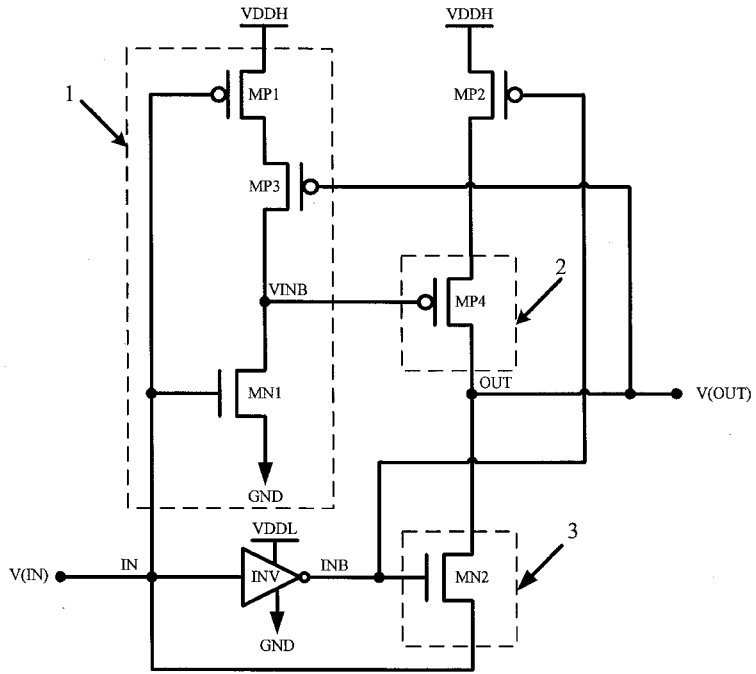 VDDH
VDDH
1
MP1
MP2
MP3
2
VINB
MP4
OUT
MN1
V(OUT)
GND
VDDL
3
IN
INB
V(IN)
INV
MN2
GND